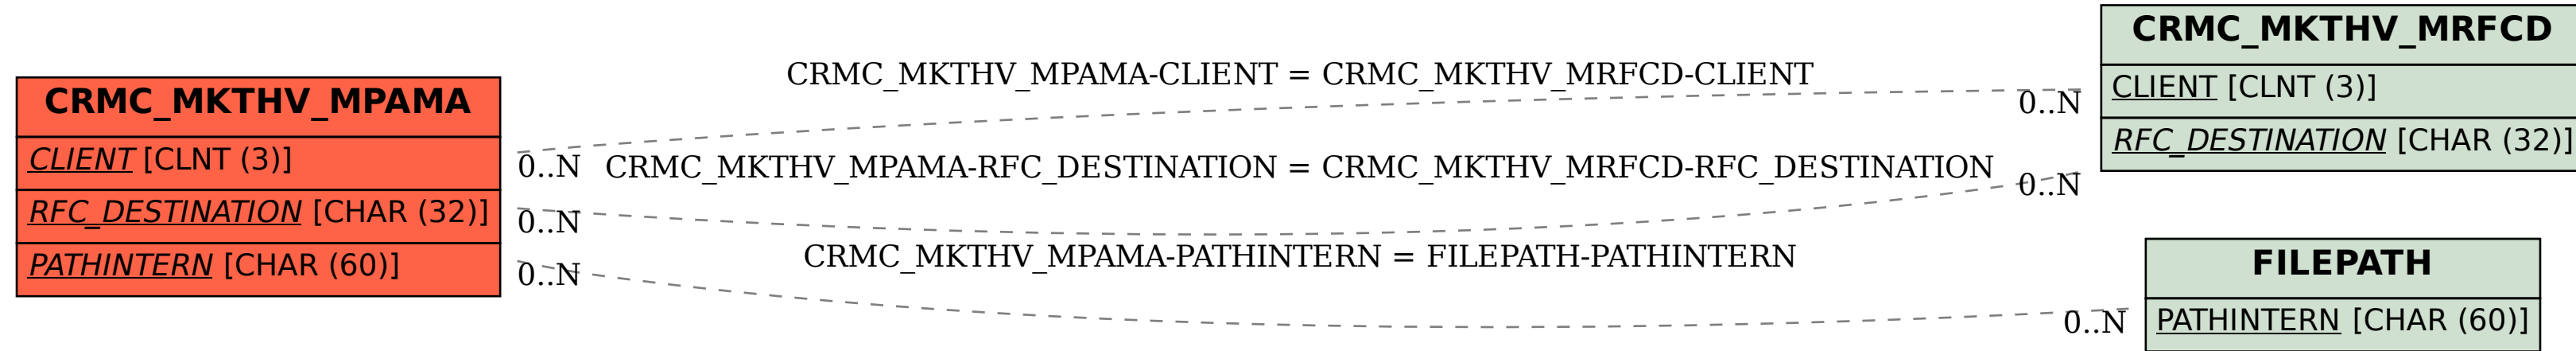 CRMC_MKTHV_MPAMA
CLIENT [CLNT (3)]
RFC_DESTINATION [CHAR (32)]
PATHINTERN [CHAR (60)]
CRMC_MKTHV_MPAMA-CLIENT = CRMC_MKTHV_MRFCD-CLIENT
0..N
0..N
CRMC_MKTHV_MPAMA-RFC_DESTINATION = CRMC_MKTHV_MRFCD-RFC_DESTINATION
0..N
0..N
CRMC_MKTHV_MPAMA-PATHINTERN = FILEPATH-PATHINTERN
0..N
0..N
CRMC_MKTHV_MRFCD
CLIENT [CLNT (3)]
RFC_DESTINATION [CHAR (32)]
FILEPATH
PATHINTERN [CHAR (60)]